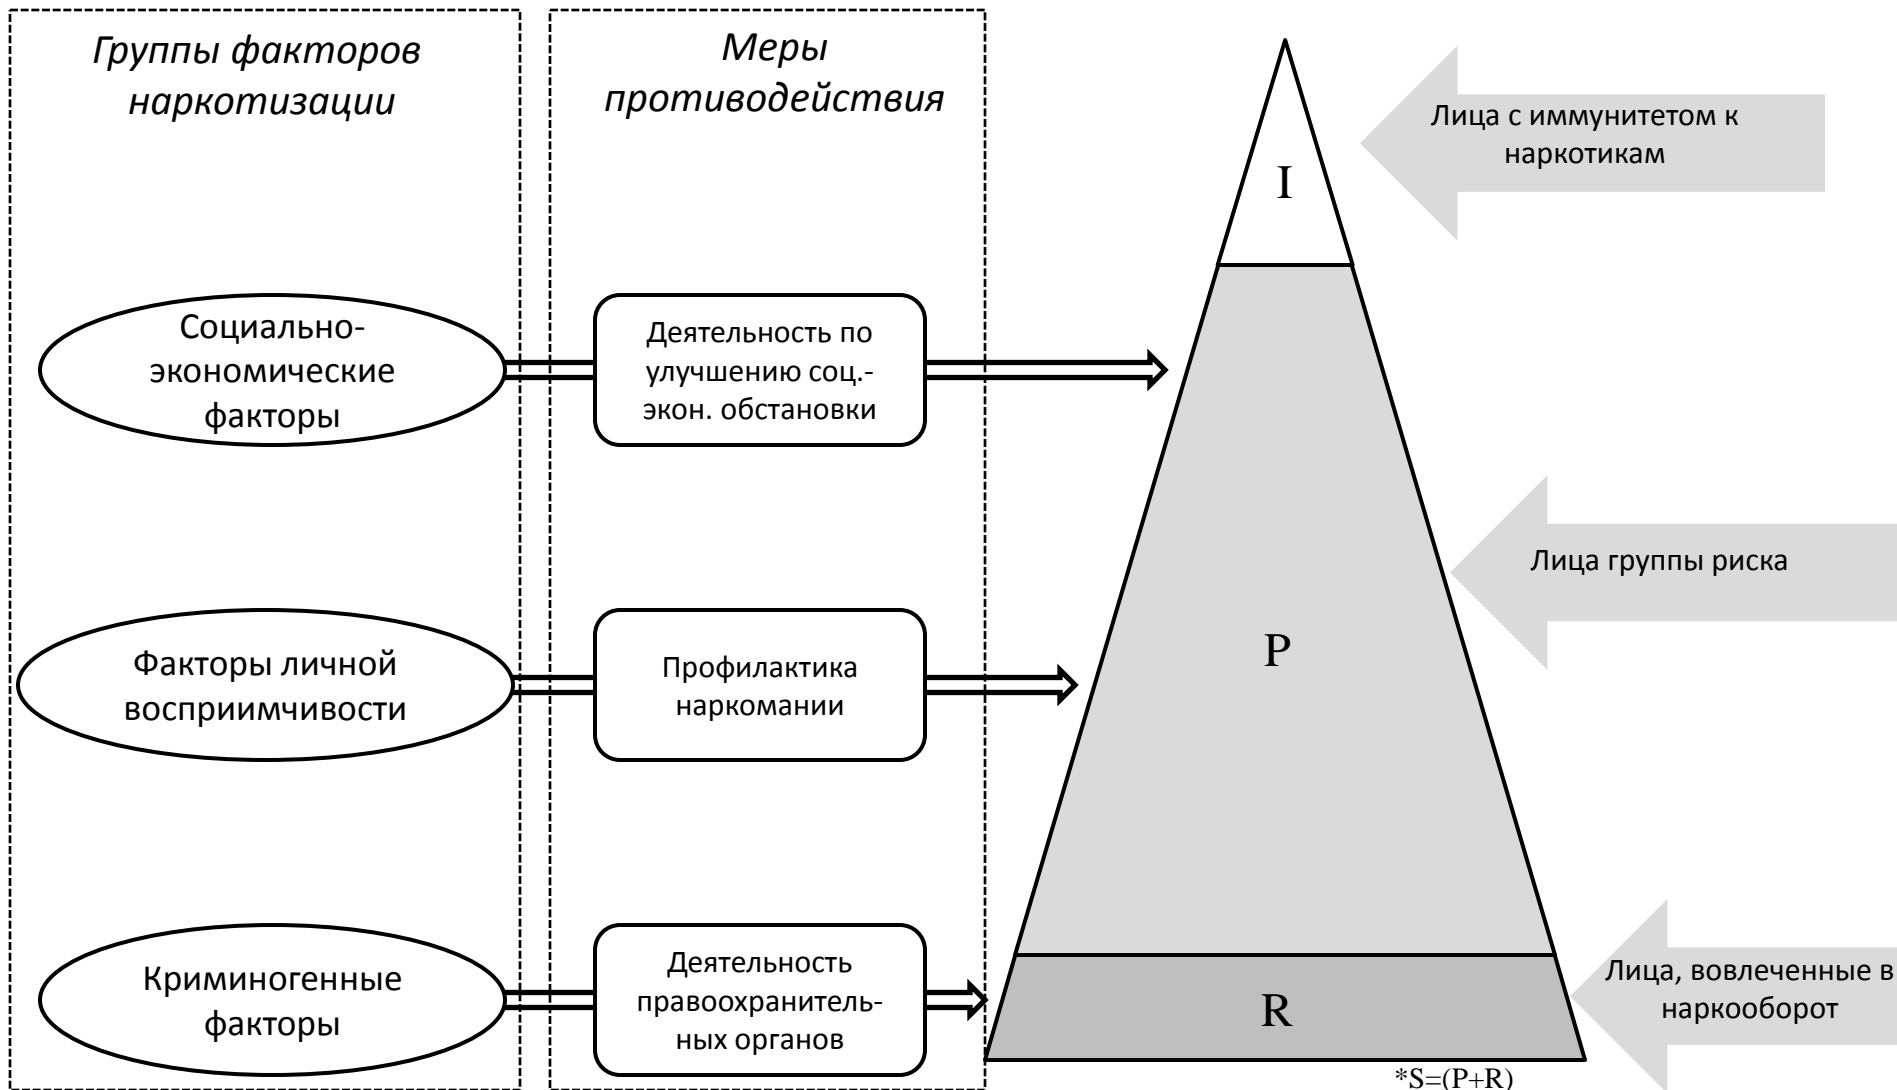 Группы факторов
наркотизации
Меры
противодействия
Лица с иммунитетом к
наркотикам
I
Социально-
экономические
факторы
Деятельность по
улучшению соц.-
экон. обстановки
Лица группы риска
Факторы личной
восприимчивости
Профилактика
наркомании
P
Криминогенные
факторы
Деятельность
правоохранитель-
ных органов
R
Лица, вовлеченные в
наркооборот
*S=(P+R)